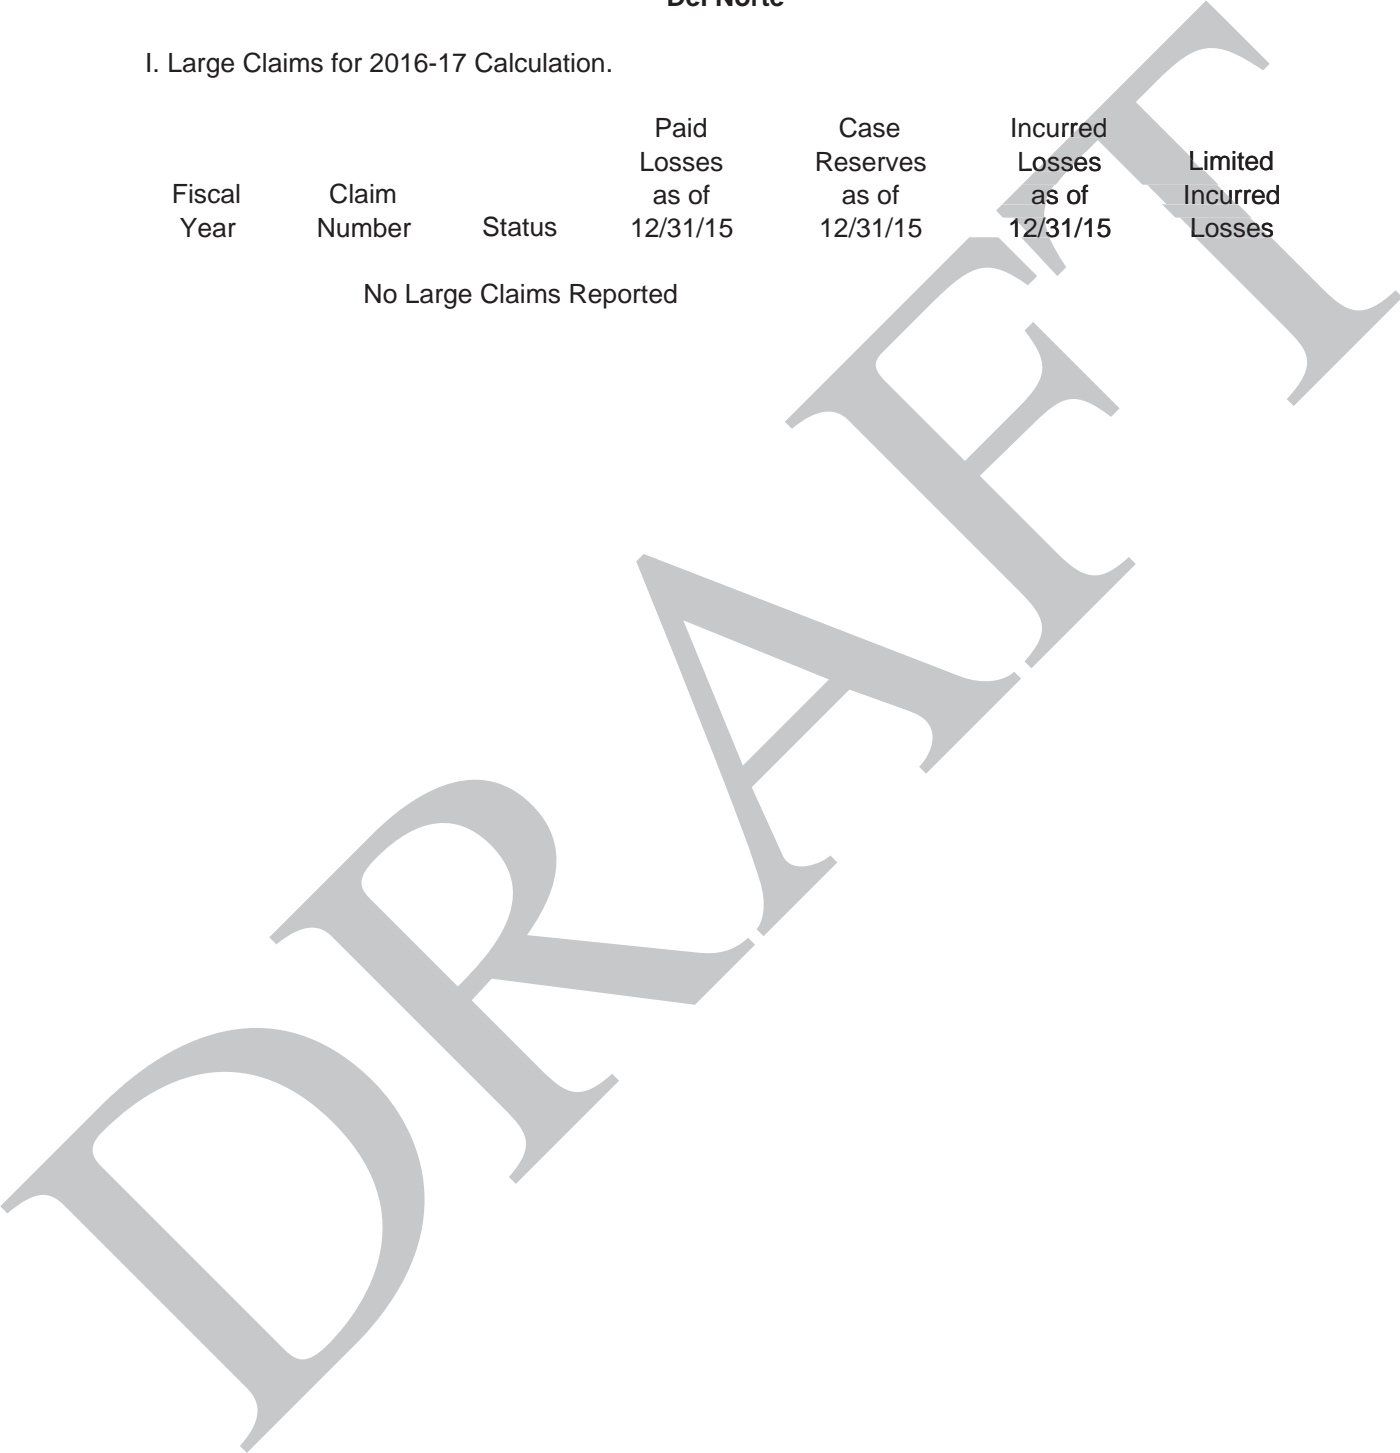 Del Norte
I. Large Claims for 2016-17 Calculation.
Paid Case Incurred
Losses Reserves Losses Limited
Fiscal Claim as of as of as of Incurred
Year Number Status 12/31/15 12/31/15 12/31/15 Losses
No Large Claims Reported
DRAFT